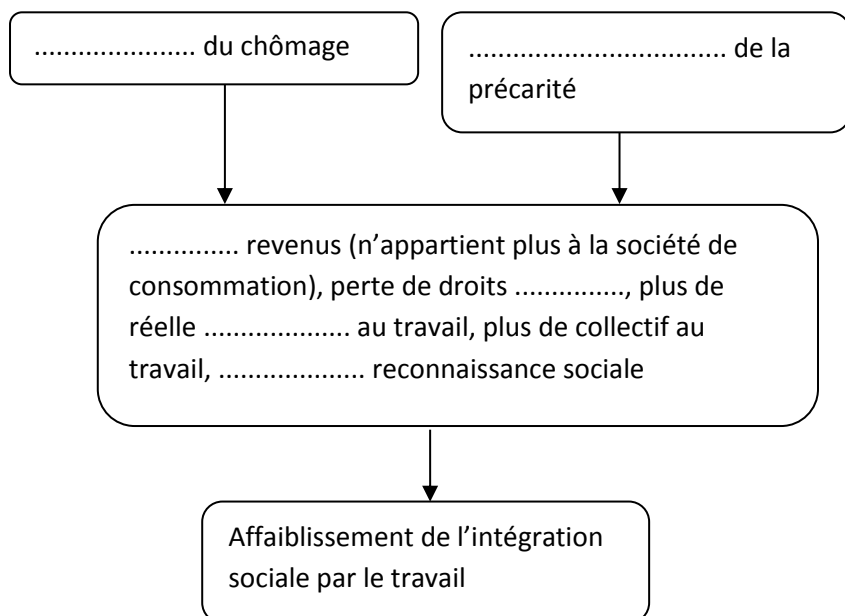 ...................... du chômage
................................... de la
précarité
............... revenus (n’appartient plus à la société de
consommation), perte de droits ..............., plus de
réelle ..................... au travail, plus de collectif au
travail, ..................... reconnaissance sociale
Affaiblissement de l’intégration
sociale par le travail